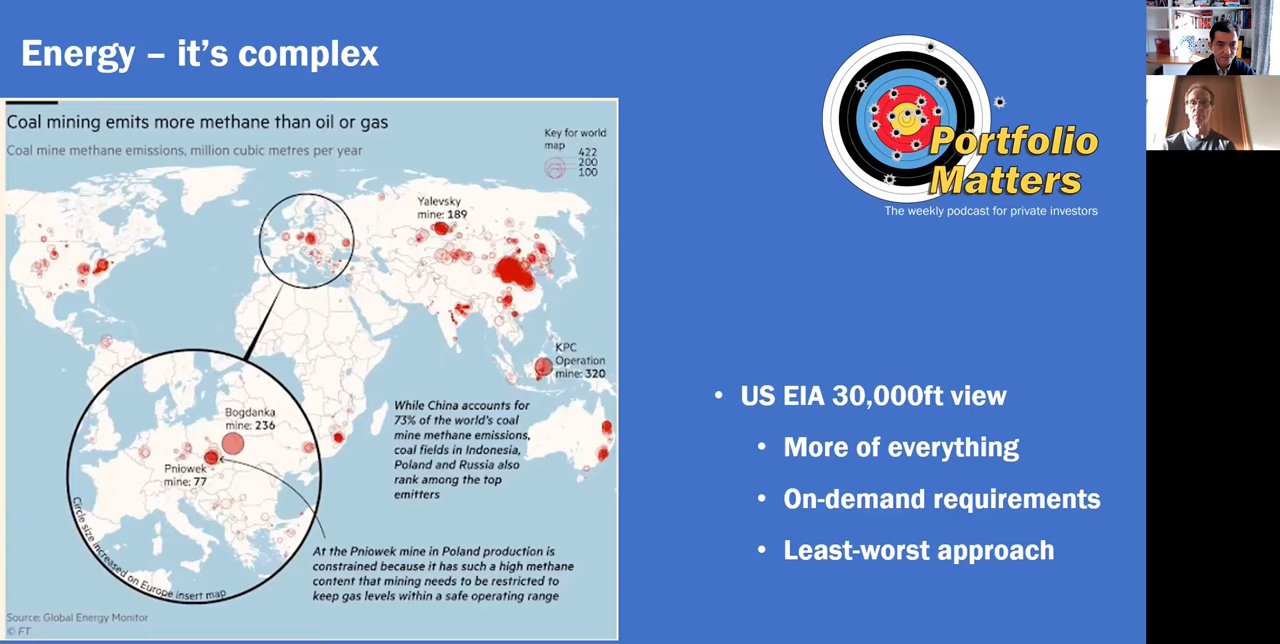 Energy – it's complex
Coal mining emits more methane than oil or gas
Coal mine methane emissions, million cubic metres per year
Key for world
map
422
200
100
Yalevsky
mine: 189
KPC
Operation
mine: 320
Bogdanka
mine: 236
Pniowek
mine: 77
While China accounts for
73% of the world's coal
mine methane emissions,
coal fields in Indonesia,
Poland and Russia also
rank among the top
emitters
Circle size increased on Europe insert map
At the Pniowek mine in Poland production is
constrained because it has such a high methane
content that mining needs to be restricted to
keep gas levels within a safe operating range
Source: Global Energy Monitor
© FT
Portfolio
Matters
The weekly podcast for private investors
• US EIA 30,000ft view
• More of everything
• On-demand requirements
• Least-worst approach